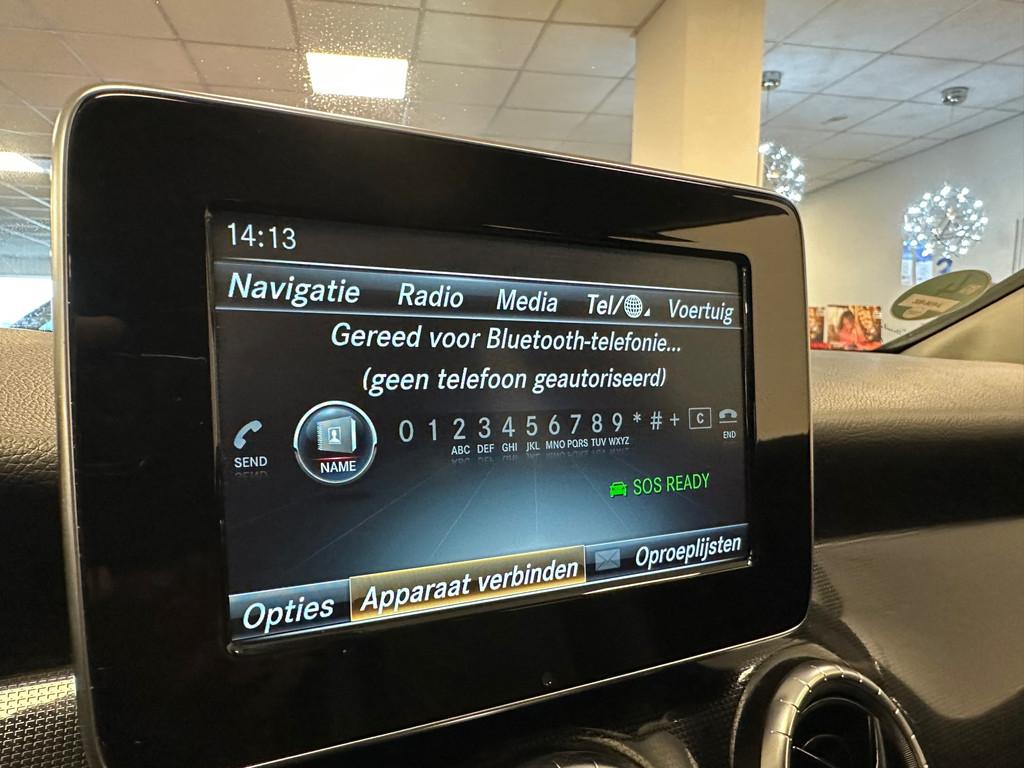 14:13
Navigatie Radio Media Tel/ Voertuig
Gereed voor Bluetooth-telefonie...
(geen telefoon geautoriseerd)
0 1 2 3 4 5 6 7 8 9 * # + C
ABC DEF GHI JKL MNO PQRS TUV WXYZ
SEND NAME END
SOS READY
Opties Apparaat verbinden Oproeplijsten